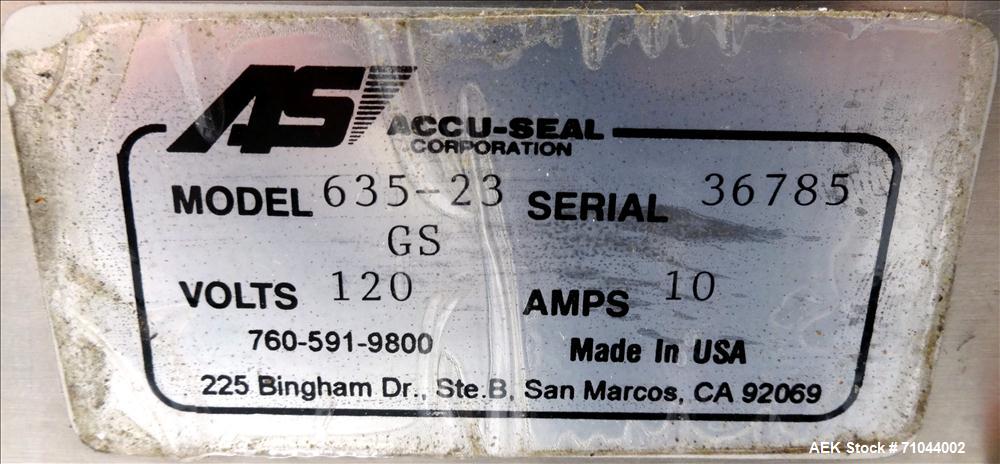 ASI
ACCU-SEAL
CORPORATION
MODEL 635-23 SERIAL 36785
GS
VOLTS 120 AMPS 10
760-591-9800 Made In USA
225 Bingham Dr., Ste.B, San Marcos, CA 92069
AEK Stock # 71044002